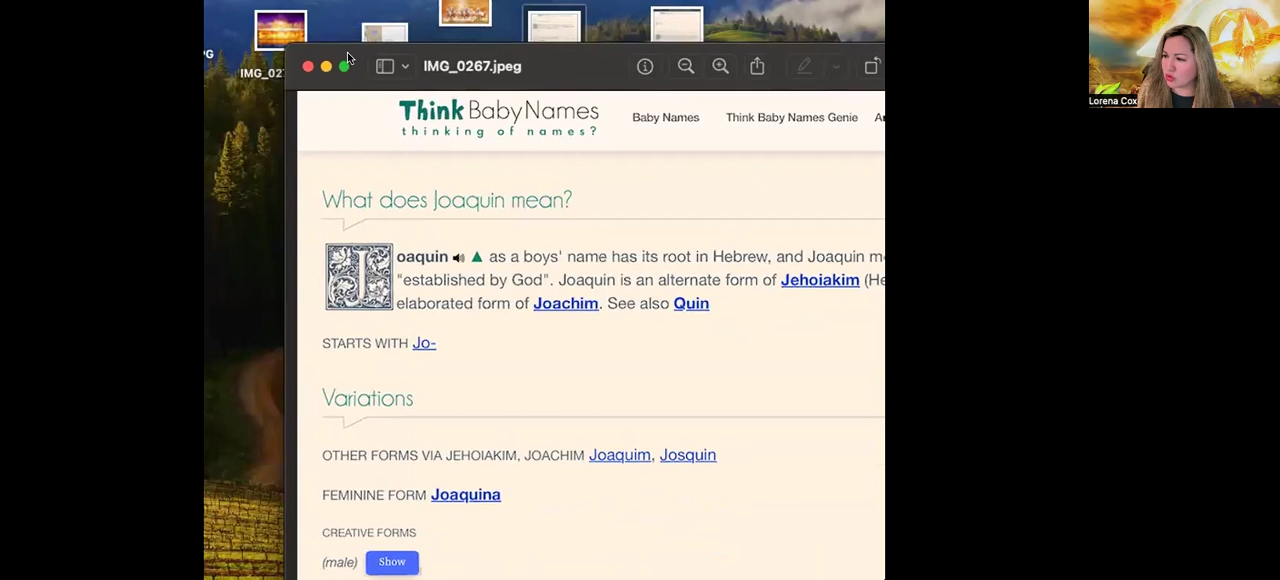 PG
IMG_02
IMG_0267.jpeg
Think Baby Names
thinking of names?
Baby Names
Think Baby Names Genie
What does Joaquin mean?
Joaquin as a boys' name has its root in Hebrew, and Joaquin m
"established by God". Joaquin is an alternate form of Jehoiakim (He
elaborated form of Joachim. See also Quin
STARTS WITH Jo-
Variations
OTHER FORMS VIA JEHOIAKIM, JOACHIM Joaquim, Josquin
FEMININE FORM Joaquina
CREATIVE FORMS
(male) Show
Lorena Cox